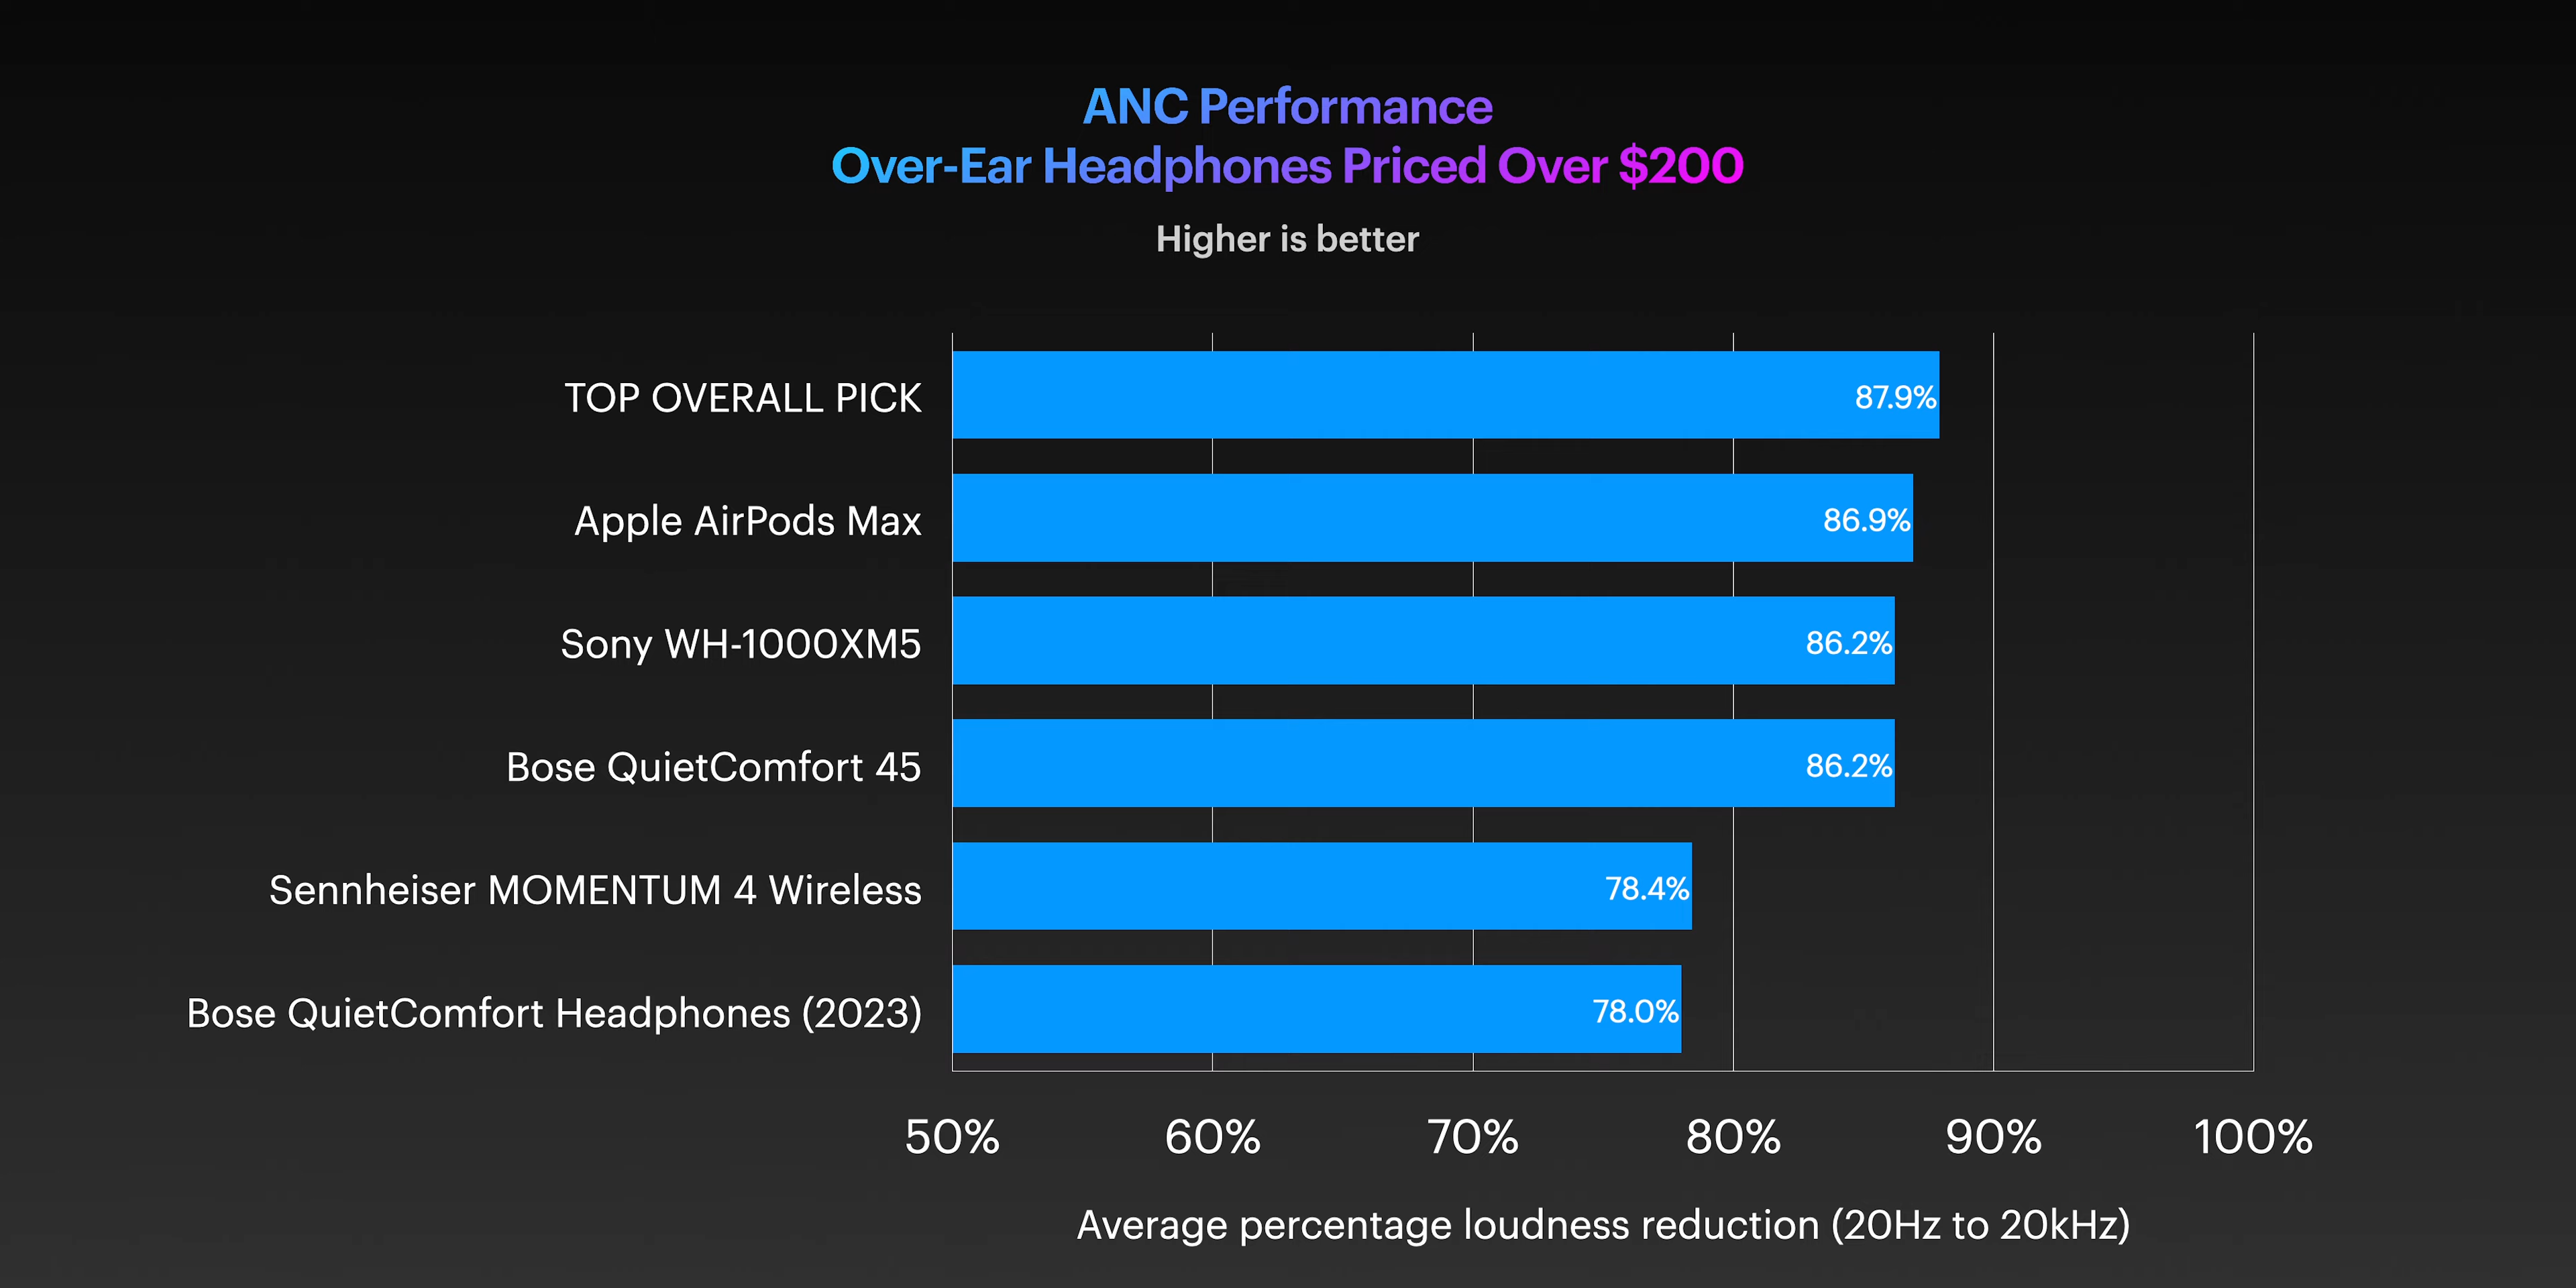 ANC Performance
Over-Ear Headphones Priced Over $200
Higher is better
TOP OVERALL PICK
87.9%
Apple AirPods Max
86.9%
Sony WH-1000XM5
86.2%
Bose QuietComfort 45
86.2%
Sennheiser MOMENTUM 4 Wireless
78.4%
Bose QuietComfort Headphones (2023)
78.0%
50% 60% 70% 80% 90% 100%
Average percentage loudness reduction (20Hz to 20kHz)